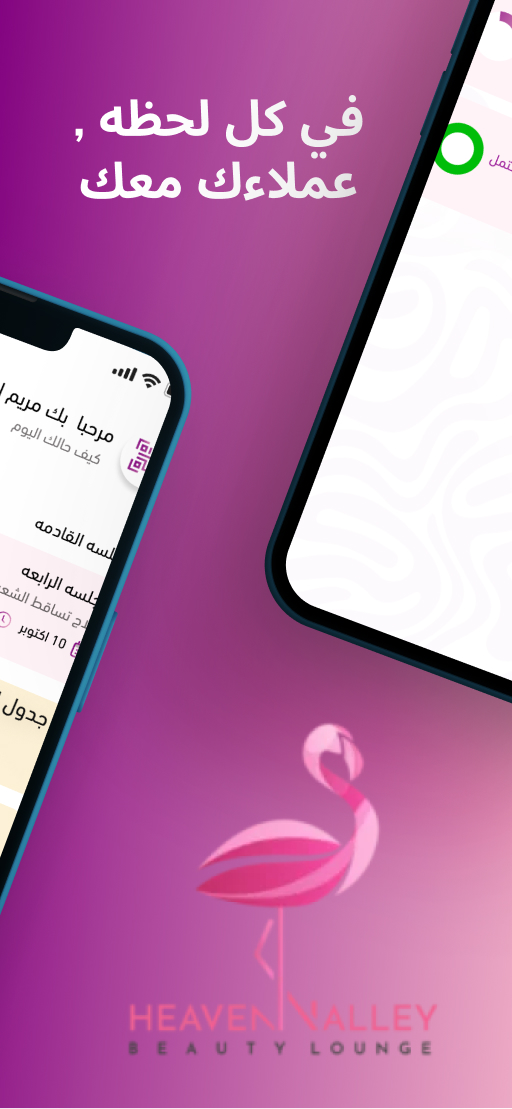 في كل لحظه ,
عملاءك معك
مرحبا بك مريم
كيف حالك اليوم
القادمه
الرابعه
تساقط الشعر
10 اكتوبر
جدول
HEAVEN VALLEY
BEAUTY LOUNGE